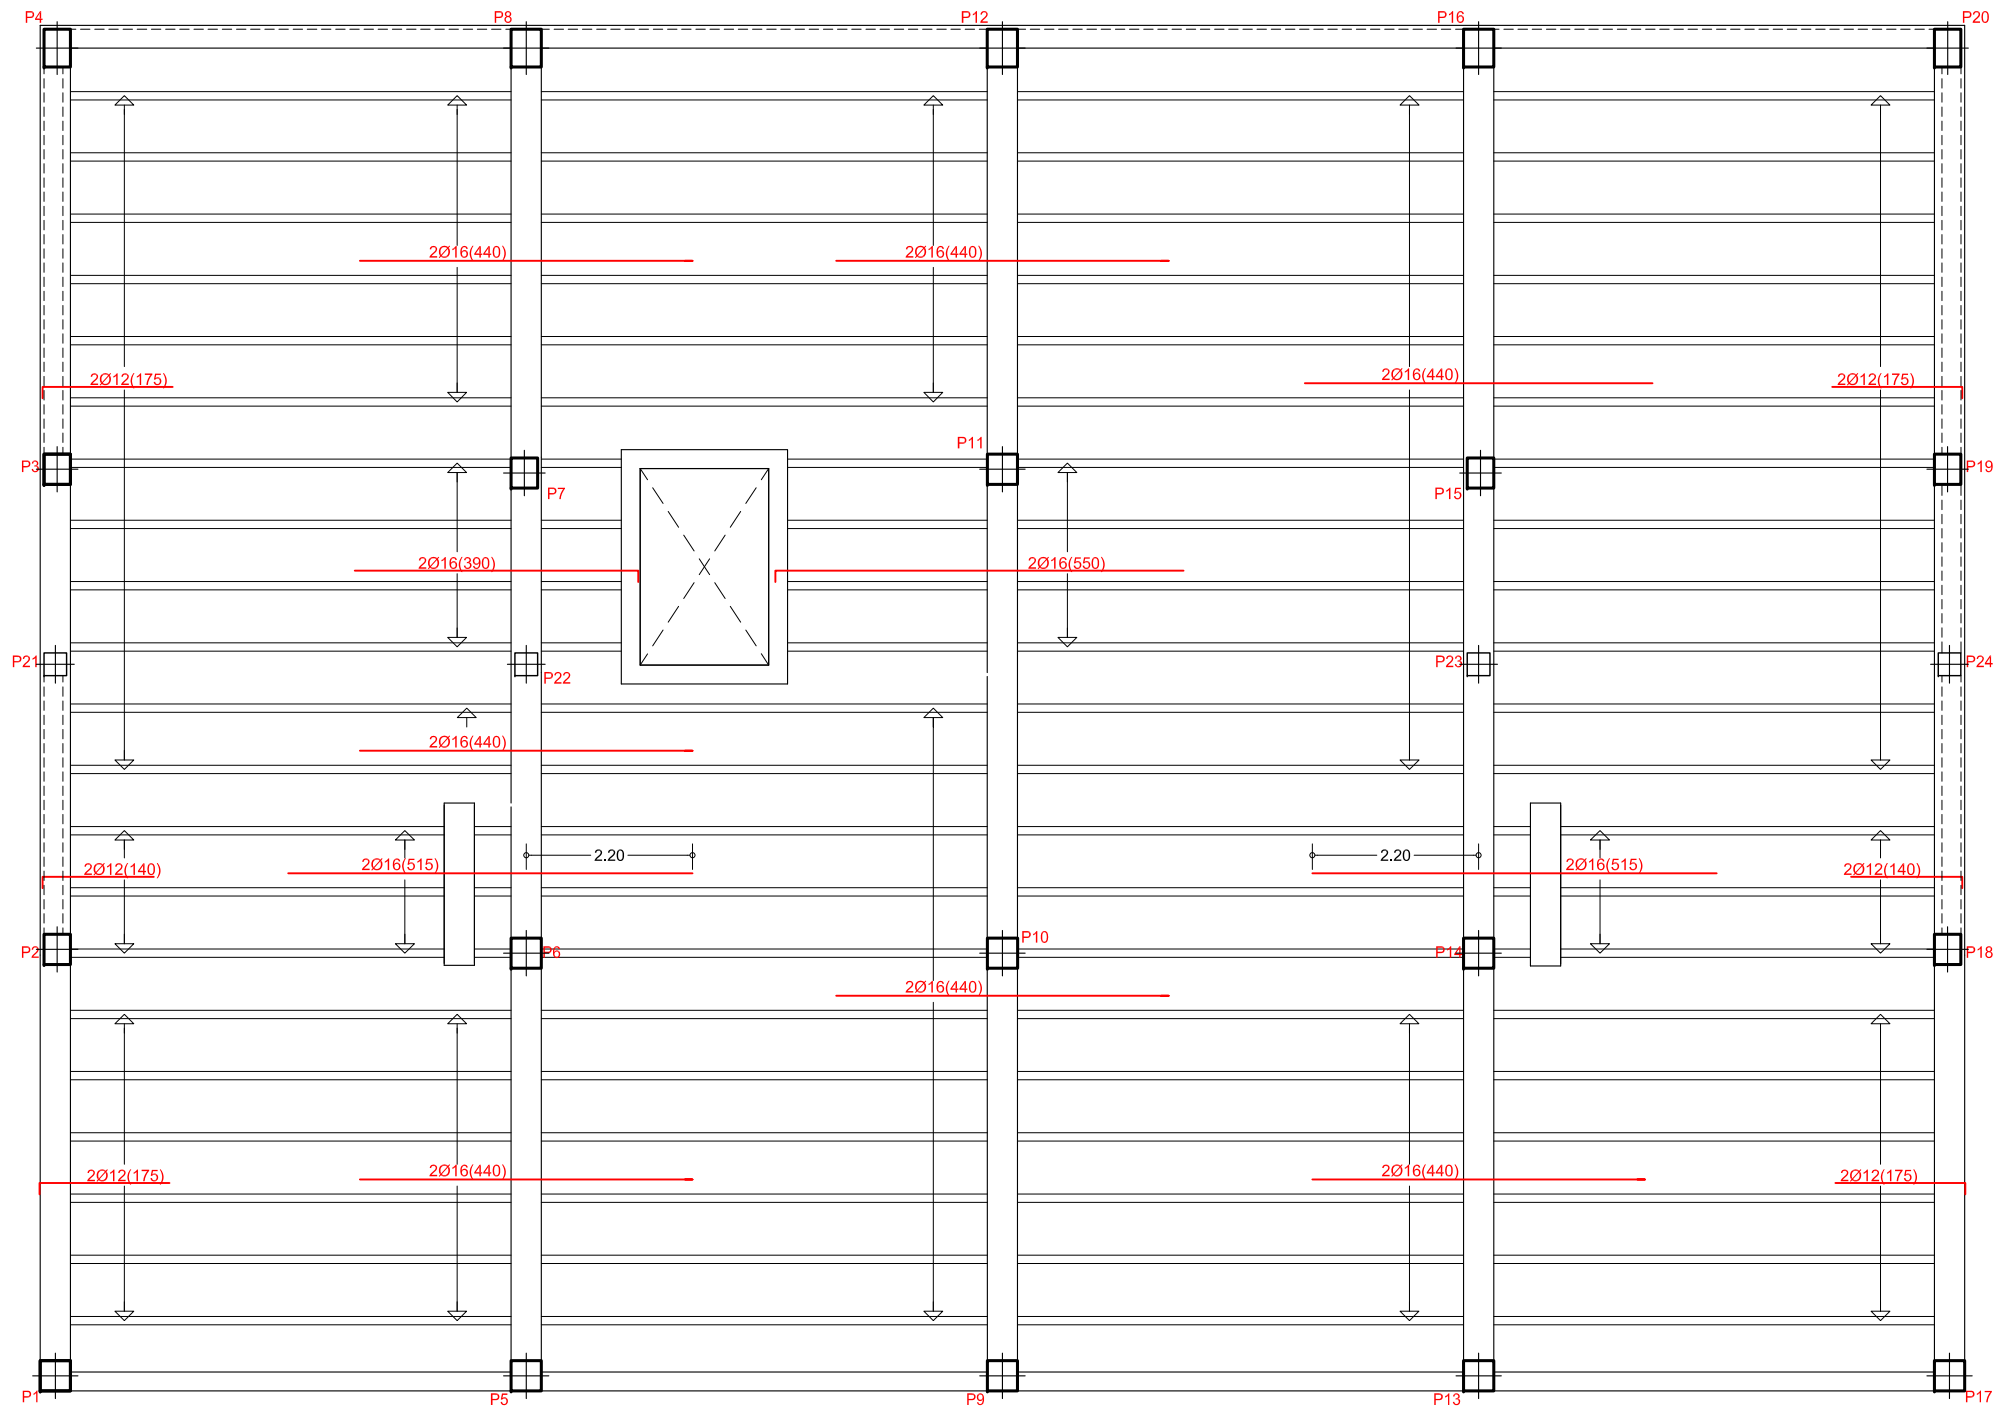 P4 P8 P12 P16 P20
2Ø16(440) 2Ø16(440)
2Ø12(175) 2Ø16(440) 2Ø12(175)
P11
P3 P19
P7 P15
2Ø16(390) 2Ø16(550)
P21 P23 P24
P22
2Ø16(440)
2.20 2.20
2Ø12(140) 2Ø16(515) 2Ø16(515) 2Ø12(140)
P10
P2 P6 P14 P18
2Ø16(440)
2Ø12(175) 2Ø16(440) 2Ø16(440) 2Ø12(175)
P1 P5 P9 P13 P17